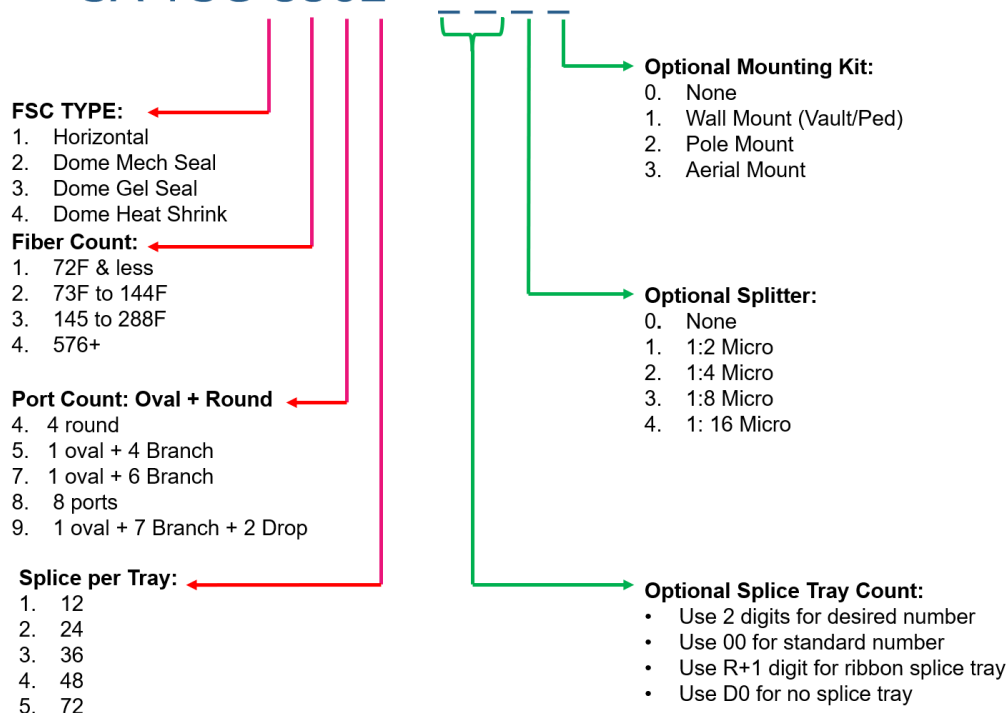 FSC TYPE:
1. Horizontal
2. Dome Mech Seal
3. Dome Gel Seal
4. Dome Heat Shrink
Fiber Count:
1. 72F & less
2. 73F to 144F
3. 145 to 288F
4. 576+
Port Count: Oval + Round
4. 4 round
5. 1 oval + 4 Branch
7. 1 oval + 6 Branch
8. 8 ports
9. 1 oval + 7 Branch + 2 Drop
Splice per Tray:
1. 12
2. 24
3. 36
4. 48
5. 72
Optional Mounting Kit:
0. None
1. Wall Mount (Vault/Ped)
2. Pole Mount
3. Aerial Mount
Optional Splitter:
0. None
1. 1:2 Micro
2. 1:4 Micro
3. 1:8 Micro
4. 1: 16 Micro
Optional Splice Tray Count:
• Use 2 digits for desired number
• Use 00 for standard number
• Use R+1 digit for ribbon splice tray
• Use D0 for no splice tray